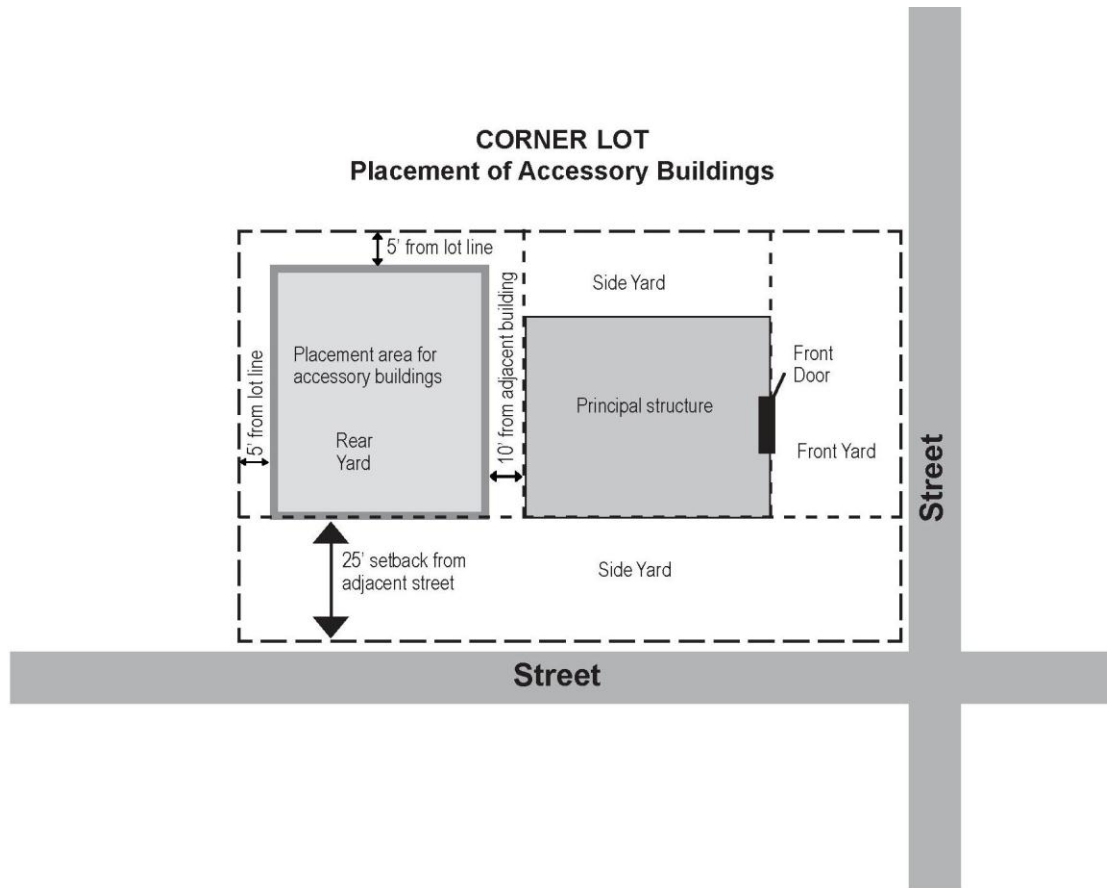 CORNER LOT
Placement of Accessory Buildings
5’ from lot line
Side Yard
10’ from adjacent building
5’ from lot line
Placement area for
accessory buildings
Rear
Yard
Principal structure
Front
Door
Front Yard
Street
25’ setback from
adjacent street
Side Yard
Street